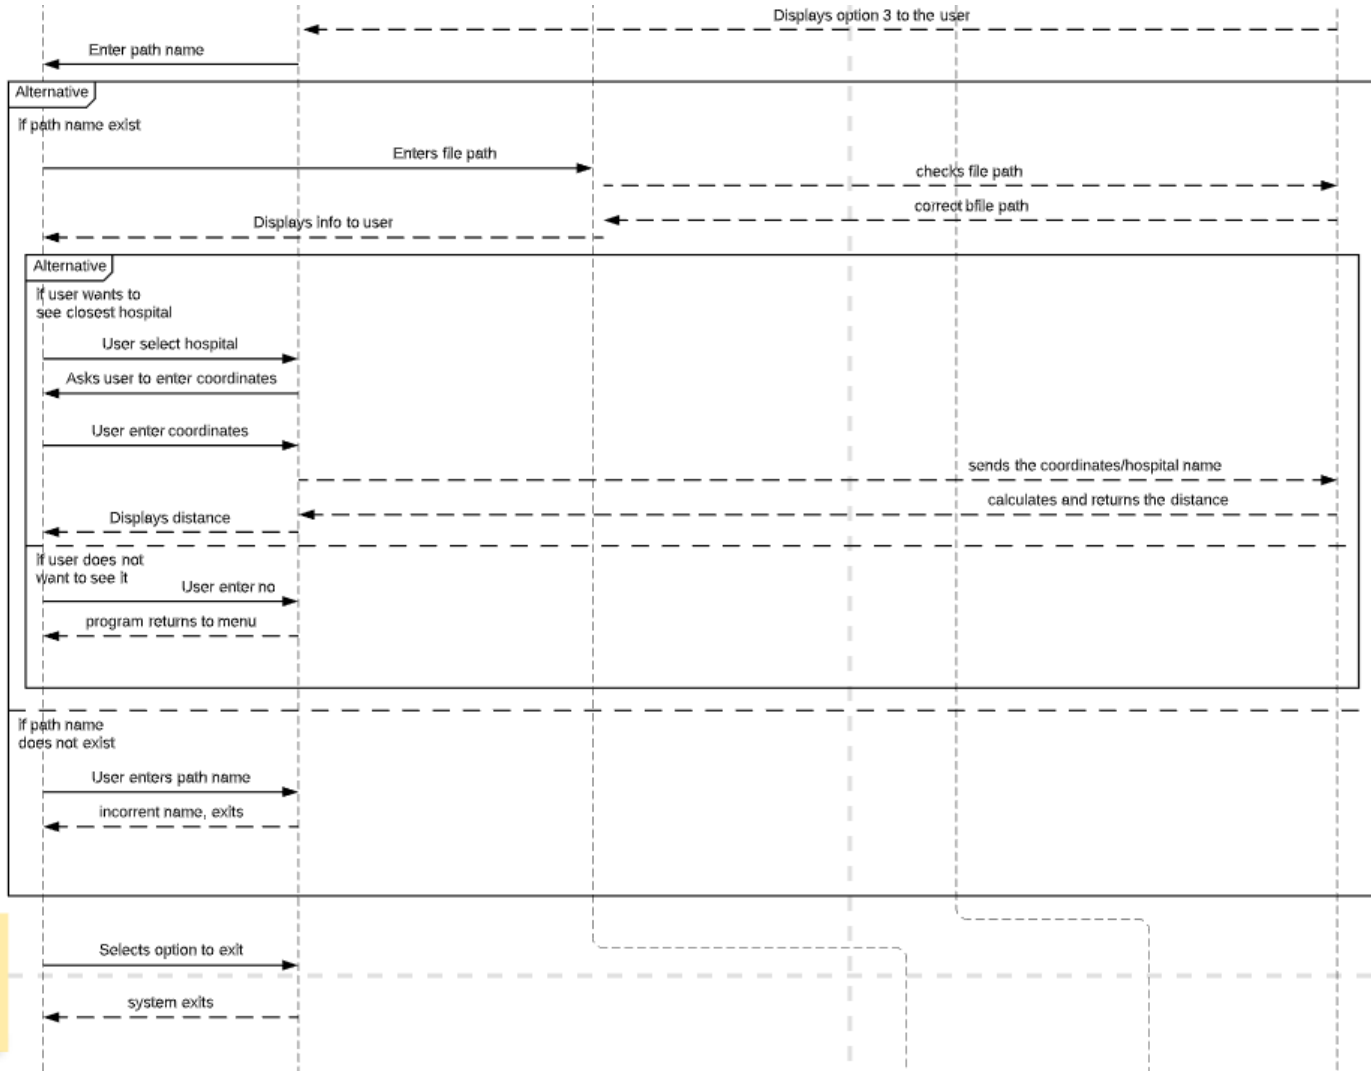 Displays option 3 to the user
Enter path name
Alternative
if path name exist
Enters file path
checks file path
correct bfile path
Displays info to user
Alternative
if user wants to
see closest hospital
User select hospital
Asks user to enter coordinates
User enter coordinates
sends the coordinates/hospital name
calculates and returns the distance
Displays distance
if user does not
want to see it
User enter no
program returns to menu
if path name
does not exist
User enters path name
incorrent name, exits
Selects option to exit
system exits